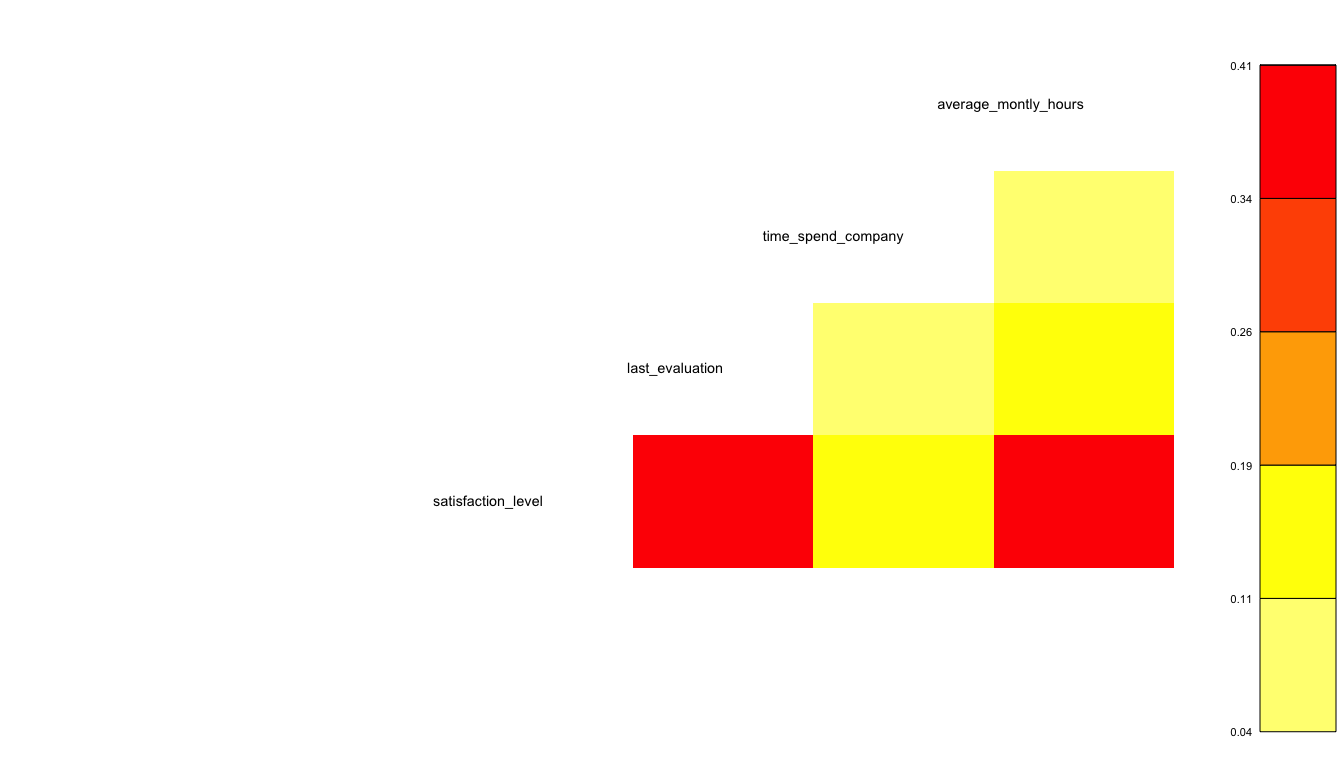 0.41
average_montly_hours
0.34
time_spend_company
0.26
last_evaluation
0.19
satisfaction_level
0.11
0.04